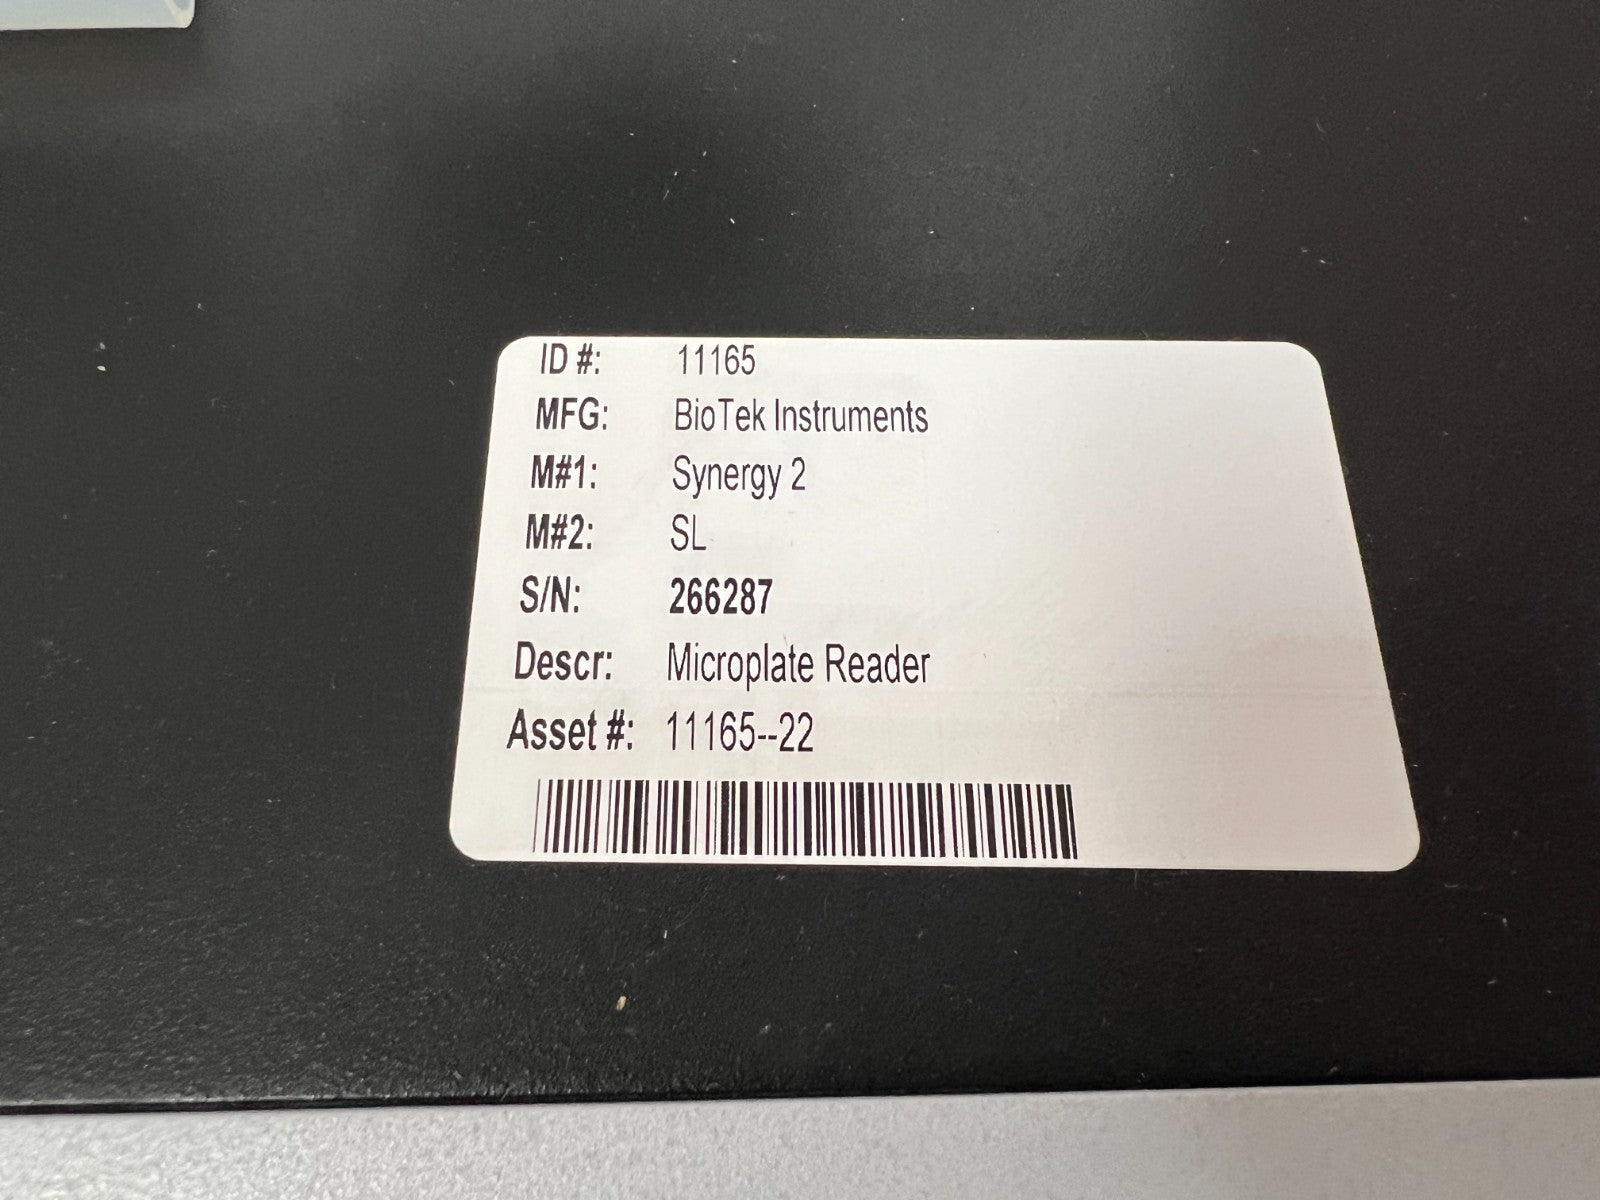 ID #: 11165
MFG: BioTek Instruments
M#1: Synergy 2
M#2: SL
S/N: 266287
Descr: Microplate Reader
Asset #: 11165--22